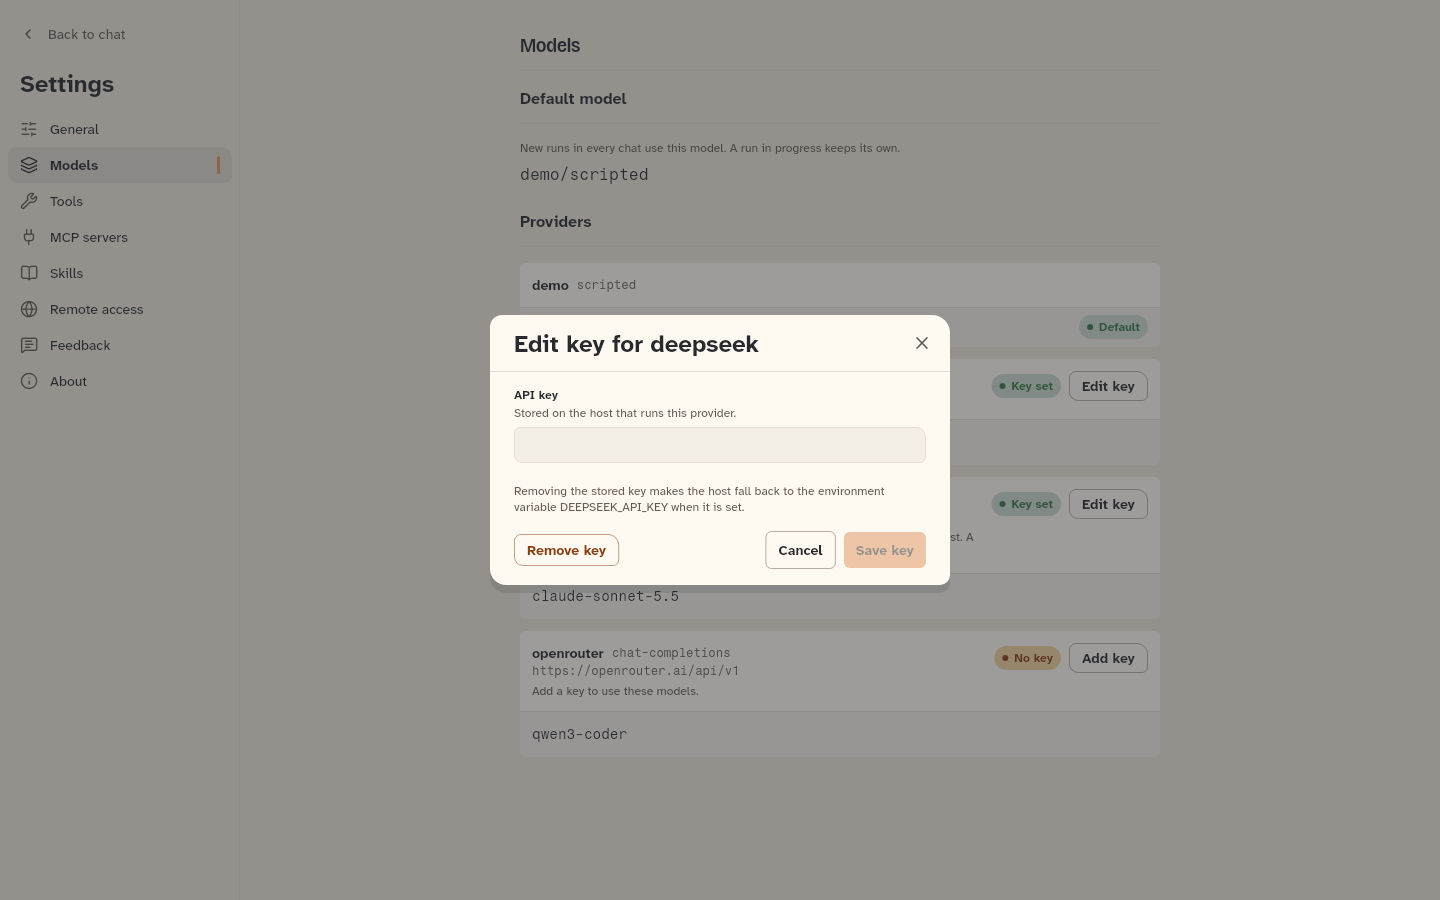 Back to chat
Settings
General
Models
Tools
MCP servers
Skills
Remote access
Feedback
About
Models
Default model
New runs in every chat use this model. A run in progress keeps its own.
demo/scripted
Providers
demo scripted
Default
Key set Edit key
Key set Edit key
st. A
claude-sonnet-5.5
openrouter chat-completions
https://openrouter.ai/api/v1
Add a key to use these models.
No key Add key
qwen3-coder
Edit key for deepseek
API key
Stored on the host that runs this provider.
Removing the stored key makes the host fall back to the environment
variable DEEPSEEK_API_KEY when it is set.
Remove key Cancel Save key